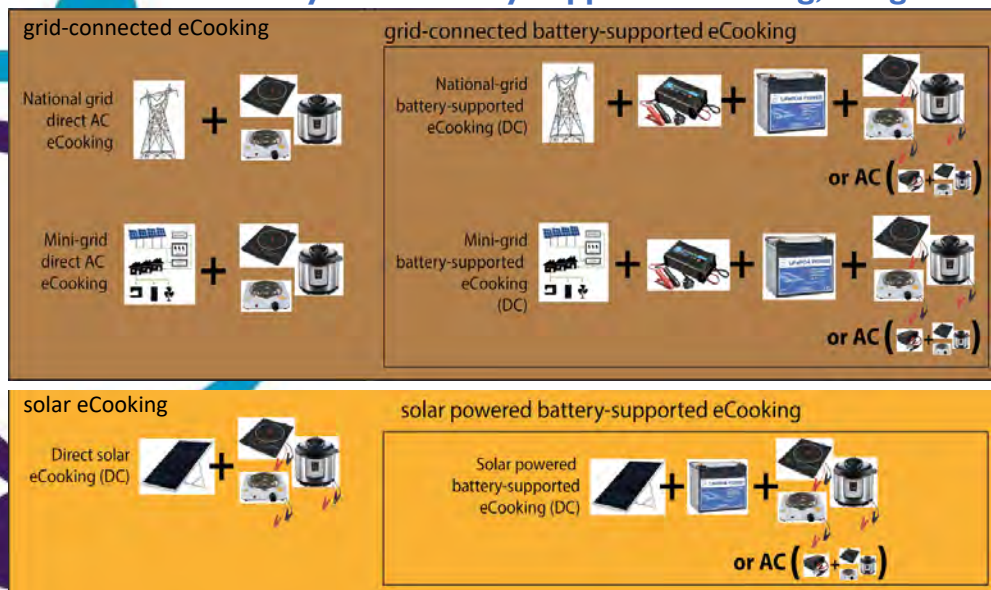 grid-connected eCooking
grid-connected battery-supported eCooking
National grid
direct AC
eCooking
+
National-grid
battery-supported
eCooking (DC)
+ + +
or AC ( + )
Mini-grid
direct AC
eCooking
+
Mini-grid
battery-supported
eCooking
(DC)
+ + +
LiFePO4 POWER
or AC ( + )
solar eCooking
solar powered battery-supported eCooking
Direct solar
eCooking (DC)
+
Solar powered
battery-supported
eCooking (DC)
+ +
or AC ( + )